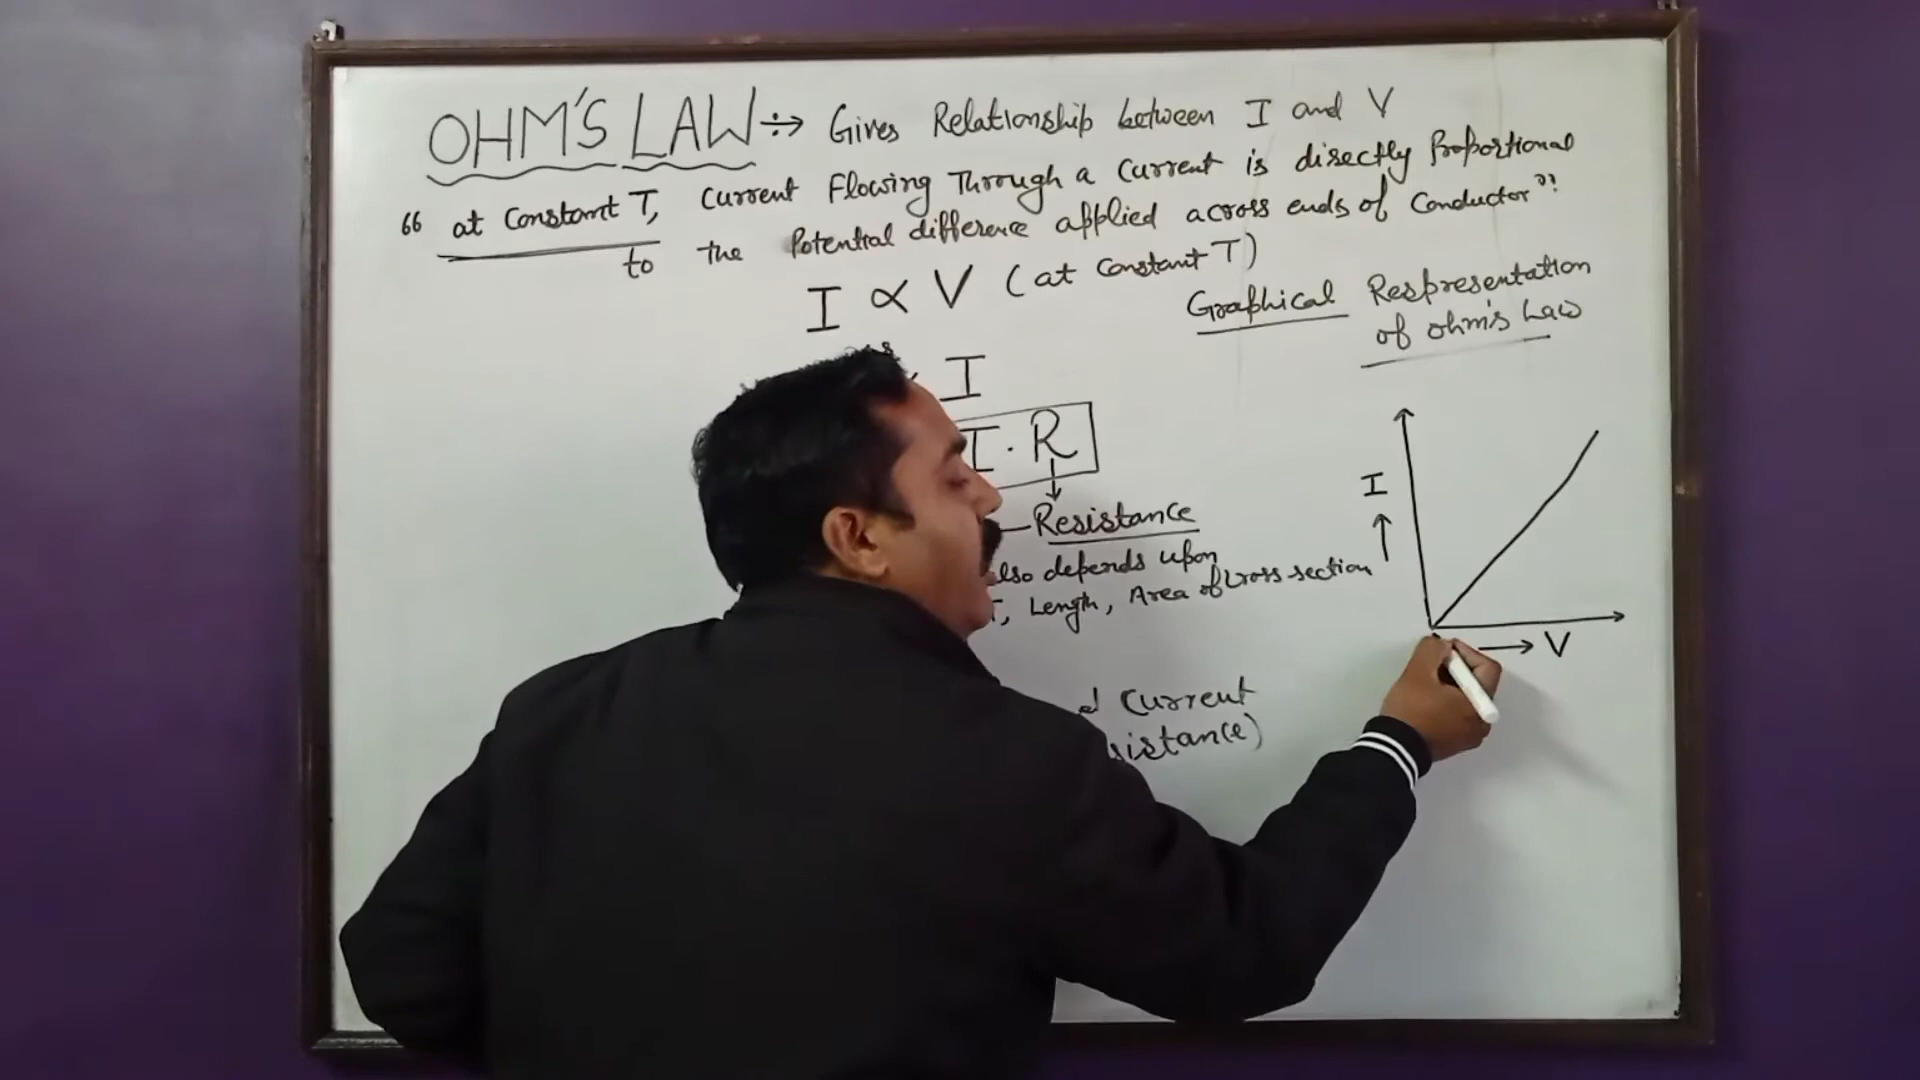 OHM'S LAW ÷→ Gives Relationship between I and V
"at Constant T, Current Flowing Through a Current is directly Proportional
to the Potential difference applied across ends of Conductor"!
I ∝ V (at constant T)
Graphical Respresentation
of ohm's Law
I
I · R
Resistance
depends upon
Length, Area of Cross section
Current
I
V